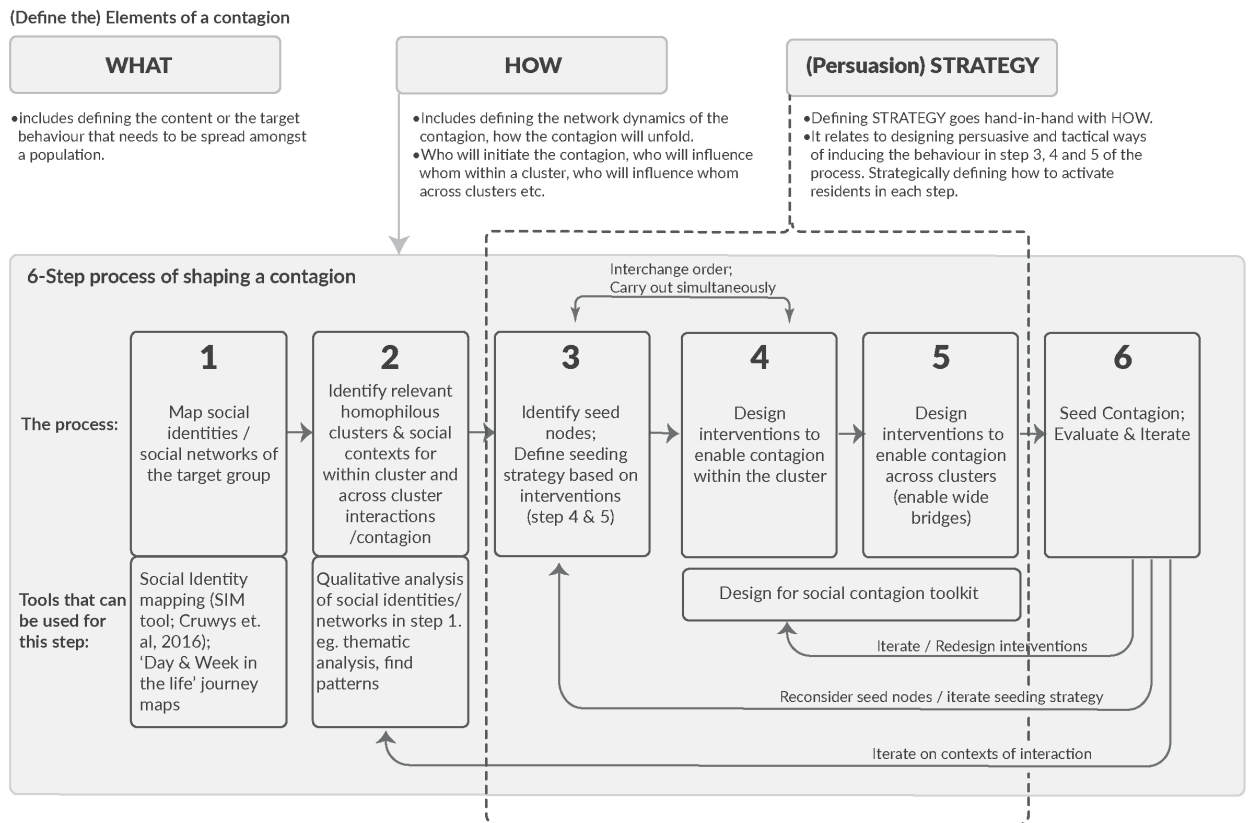 (Define the) Elements of a contagion
WHAT
•includes defining the content or the target
behaviour that needs to be spread amongst
a population.
HOW
•Includes defining the network dynamics of the
contagion, how the contagion will unfold.
•Who will initiate the contagion, who will influence
whom within a cluster, who will influence whom
across clusters etc.
(Persuasion) STRATEGY
•Defining STRATEGY goes hand-in-hand with HOW.
•It relates to designing persuasive and tactical ways
of inducing the behaviour in step 3, 4 and 5 of the
process. Strategically defining how to activate
residents in each step.
6-Step process of shaping a contagion
Interchange order;
Carry out simultaneously
The process:
1
Map social
identities /
social networks of
the target group
2
Identify relevant
homophilous
clusters & social
contexts for
within cluster and
across cluster
interactions
/contagion
3
Identify seed
nodes;
Define seeding
strategy based on
interventions
(step 4 & 5)
4
Design
interventions to
enable contagion
within the cluster
5
Design
interventions to
enable contagion
across clusters
(enable wide
bridges)
6
Seed Contagion;
Evaluate & Iterate
Tools that can
be used for
this step:
Social Identity
mapping (SIM
tool; Cruwys et.
al, 2016);
‘Day & Week in
the life’ journey
maps
Qualitative analysis
of social identities/
networks in step 1.
eg. thematic
analysis, find
patterns
Design for social contagion toolkit
Iterate / Redesign interventions
Reconsider seed nodes / iterate seeding strategy
Iterate on contexts of interaction